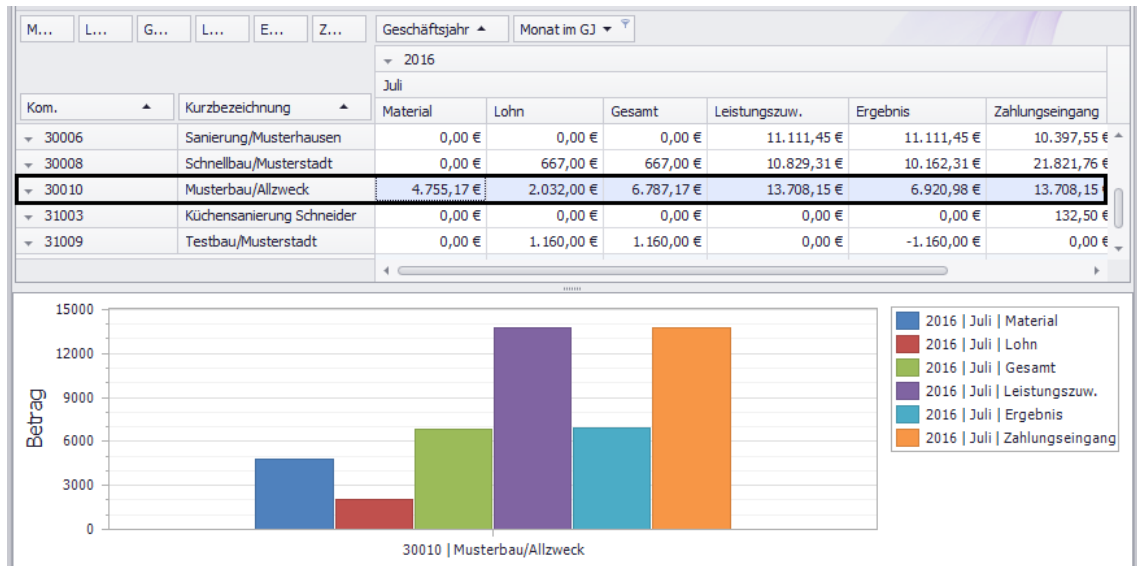 M... L... G... L... E... Z... Geschäftsjahr Monat im GJ
2016
Juli
Kom. Kurzbezeichnung Material Lohn Gesamt Leistungszuw. Ergebnis Zahlungseingang
30006 Sanierung/Musterhausen 0,00 € 0,00 € 0,00 € 11.111,45 € 11.111,45 € 10.397,55 €
30008 Schnellbau/Musterstadt 0,00 € 667,00 € 667,00 € 10.829,31 € 10.162,31 € 21.821,76 €
30010 Musterbau/Allzweck 4.755,17 € 2.032,00 € 6.787,17 € 13.708,15 € 6.920,98 € 13.708,15
31003 Küchensanierung Schneider 0,00 € 0,00 € 0,00 € 0,00 € 0,00 € 132,50 €
31009 Testbau/Musterstadt 0,00 € 1.160,00 € 1.160,00 € 0,00 € -1.160,00 € 0,00 €
15000
12000
9000
6000
3000
0
Betrag
30010 | Musterbau/Allzweck
2016 | Juli | Material
2016 | Juli | Lohn
2016 | Juli | Gesamt
2016 | Juli | Leistungszuw.
2016 | Juli | Ergebnis
2016 | Juli | Zahlungseingang